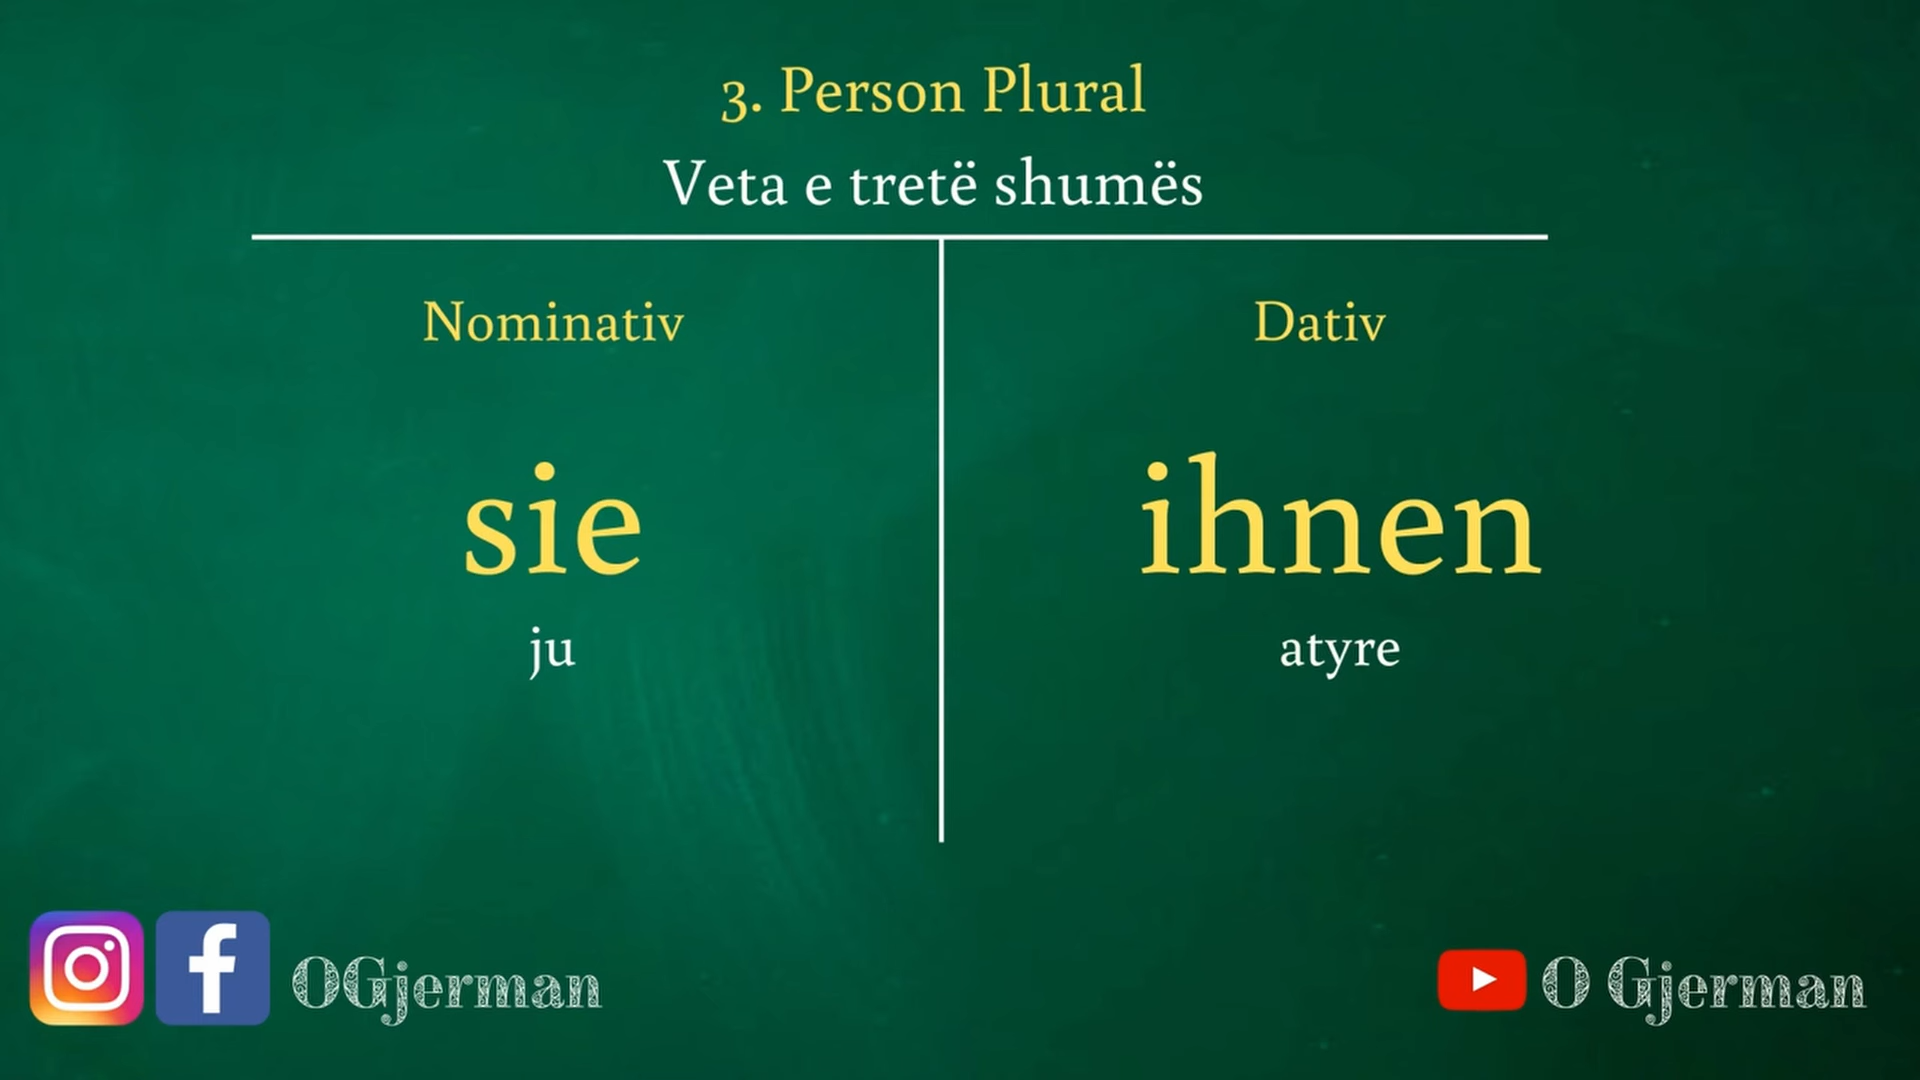 3. Person Plural
Veta e tretë shumës
Nominativ
Dativ
sie
ihnen
ju
atyre
OGjerman
O Gjerman